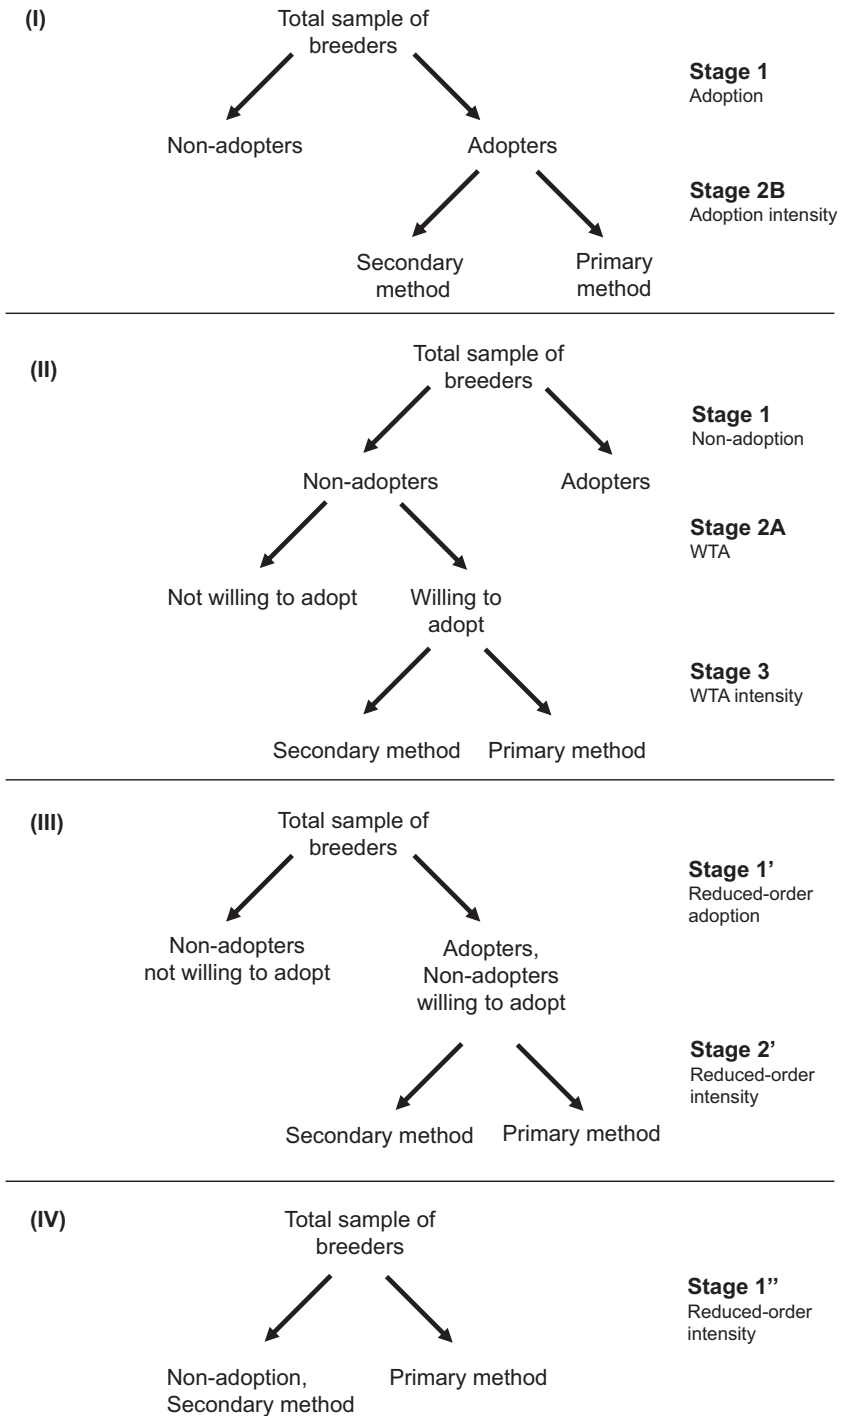 (I)
Total sample of
breeders
Stage 1
Adoption
Non-adopters
Adopters
Stage 2B
Adoption intensity
Secondary
method
Primary
method
(II)
Total sample of
breeders
Stage 1
Non-adoption
Non-adopters
Adopters
Stage 2A
WTA
Not willing to adopt
Willing to
adopt
Stage 3
WTA intensity
Secondary method
Primary method
(III)
Total sample of
breeders
Stage 1’
Reduced-order
adoption
Non-adopters
not willing to adopt
Adopters,
Non-adopters
willing to adopt
Stage 2’
Reduced-order
intensity
Secondary method
Primary method
(IV)
Total sample of
breeders
Stage 1’’
Reduced-order
intensity
Non-adoption,
Secondary method
Primary method